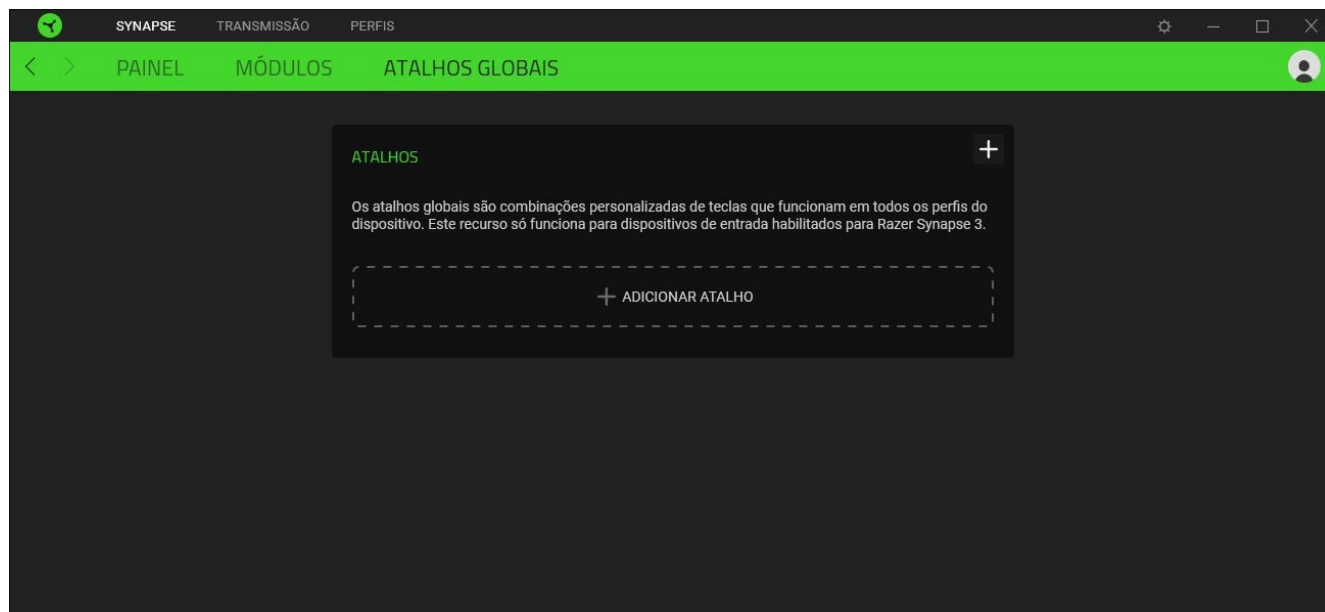 SYNAPSE TRANSMISSÃO PERFIS
PAINEL MÓDULOS ATALHOS GLOBAIS
ATALHOS
Os atalhos globais são combinações personalizadas de teclas que funcionam em todos os perfis do
dispositivo. Este recurso só funciona para dispositivos de entrada habilitados para Razer Synapse 3.
ADICIONAR ATALHO